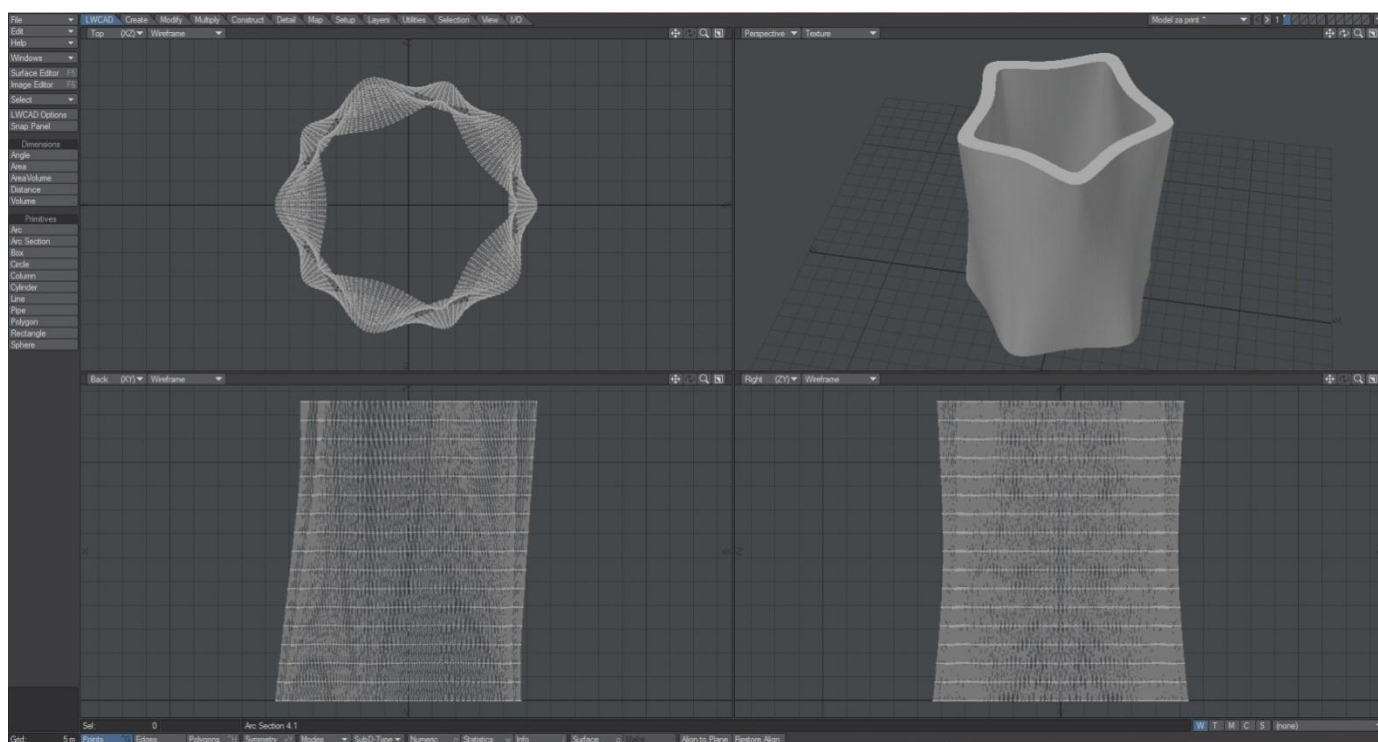 File LWCAD Create Modify Multiply Construct Detail Map Setup Layers Utilities Selection View I/O Model za print * 1
Edit
Top (XZ) Wireframe
Perspective Texture
Help
Windows
Surface Editor F5
Image Editor F6
Select
LWCAD Options
Snap Panel
Dimensions
Angle
Area
AreaVolume
Distance
Volume
Primitives
Arc
Arc Section
Box
Circle
Column
Cylinder
Line
Pipe
Polygon
Rectangle
Sphere
Back (XY) Wireframe
Right (ZY) Wireframe
Sel: 0 Arc Section 4.1 W T M C S (none)
Grid: 5 m Points ^G Edges Polygons ^H Symmetry +Y Modes SubD-Type Numeric n Statistics w Info i Surface q Align to Plane Restore Align